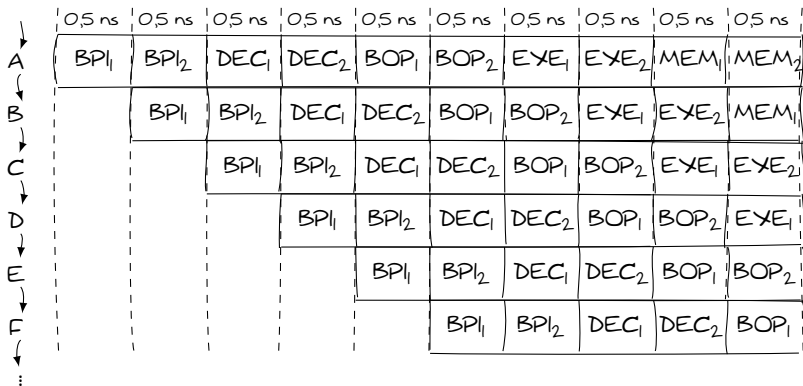 0,5 ns 0,5 ns 0,5 ns 0,5 ns 0,5 ns 0,5 ns 0,5 ns 0,5 ns 0,5 ns 0,5 ns
A BPI₁ BPI₂ DEC₁ DEC₂ BOP₁ BOP₂ EXE₁ EXE₂ MEM₁ MEM₂
B BPI₁ BPI₂ DEC₁ DEC₂ BOP₁ BOP₂ EXE₁ EXE₂ MEM₁
C BPI₁ BPI₂ DEC₁ DEC₂ BOP₁ BOP₂ EXE₁ EXE₂
D BPI₁ BPI₂ DEC₁ DEC₂ BOP₁ BOP₂ EXE₁
E BPI₁ BPI₂ DEC₁ DEC₂ BOP₁ BOP₂
F BPI₁ BPI₂ DEC₁ DEC₂ BOP₁
⋮